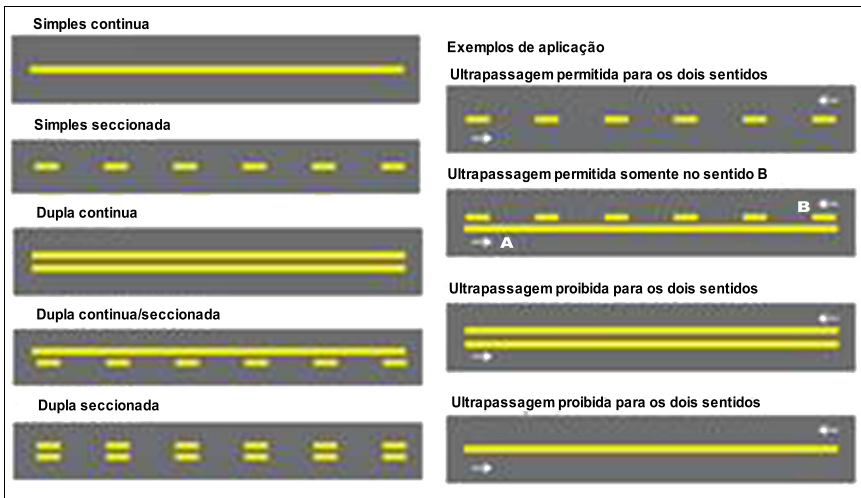 Simples continua
Simples seccionada
Dupla continua
Dupla continua/seccionada
Dupla seccionada
Exemplos de aplicação
Ultrapassagem permitida para os dois sentidos
Ultrapassagem permitida somente no sentido B
B
A
Ultrapassagem proibida para os dois sentidos
Ultrapassagem proibida para os dois sentidos